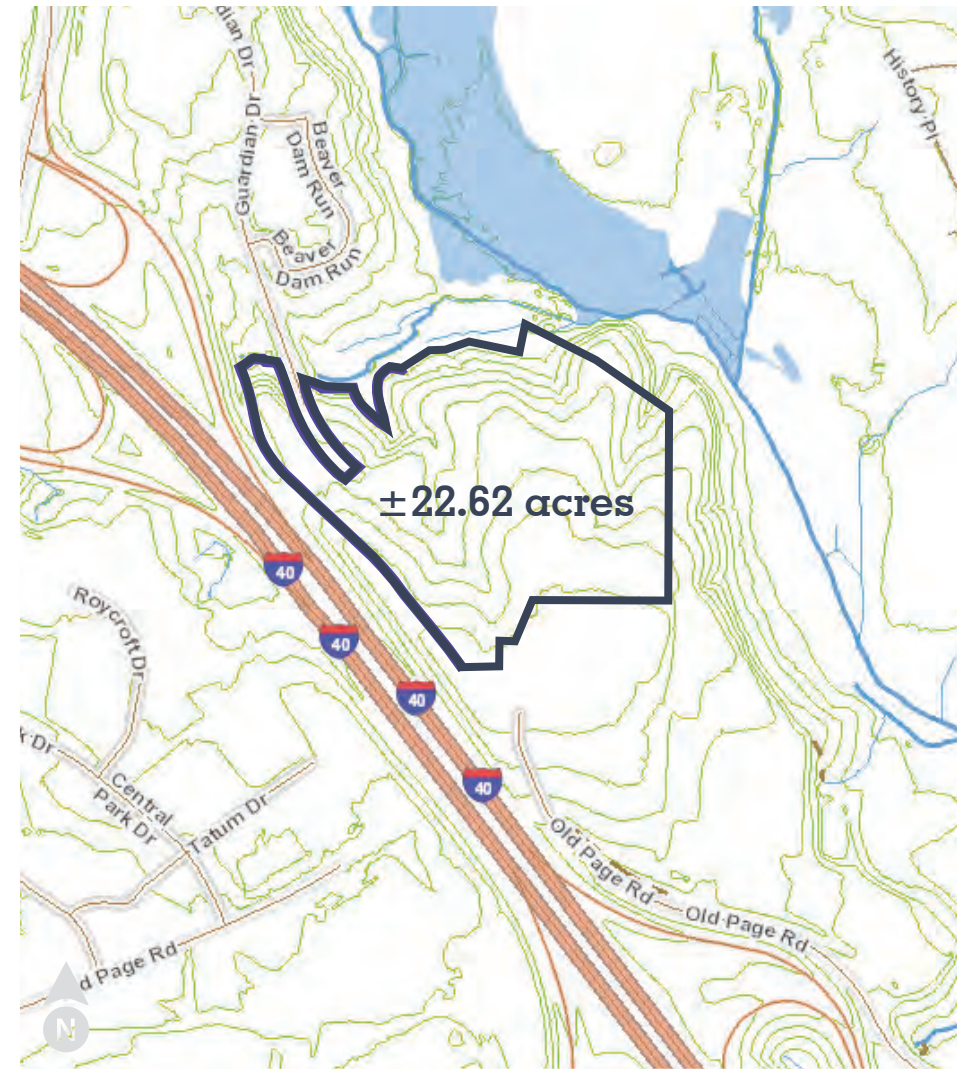 dian Dr
Guardian Dr
Beaver
Dam Run
Beaver
Dam Run
History Pl
±22.62 acres
40
40
40
40
Roycroft Dr
k Dr
Central
Park Dr
Tatum Dr
Old Page Rd
Old Page Rd
d Page Rd
N